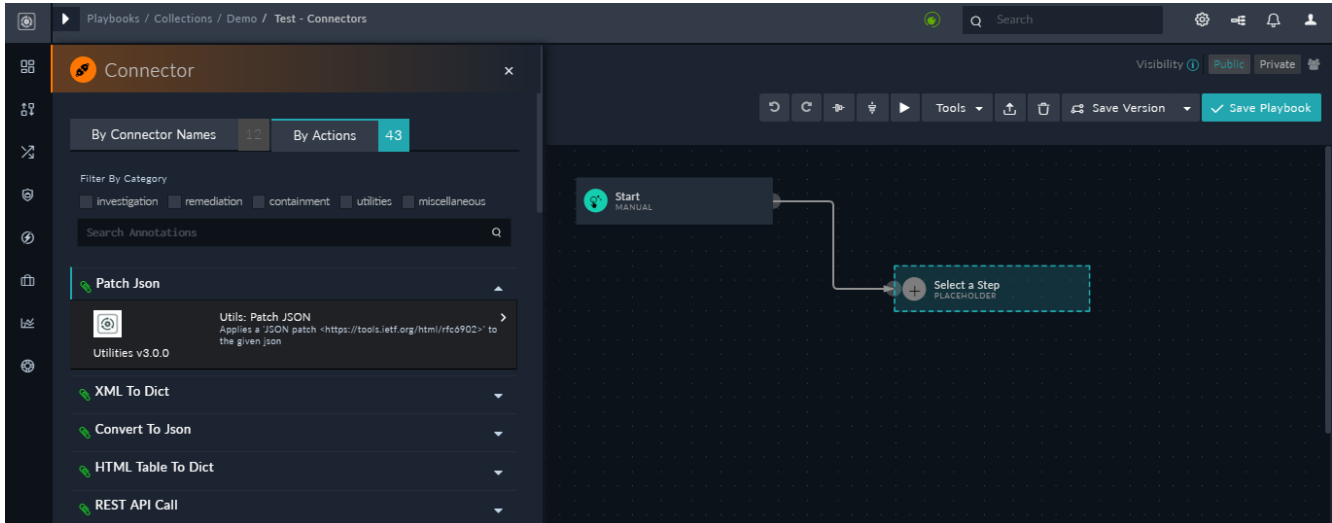 Playbooks / Collections / Demo / Test - Connectors
Search
Connector
Visibility
Public
Private
Tools
Save Version
Save Playbook
By Connector Names 12
By Actions 43
Filter By Category
investigation remediation containment utilities miscellaneous
Search Annotations
Patch Json
Utils: Patch JSON
Applies a 'JSON patch <https://tools.ietf.org/html/rfc6902>' to
the given json
Utilities v3.0.0
XML To Dict
Convert To Json
HTML Table To Dict
REST API Call
Start
MANUAL
Select a Step
PLACEHOLDER